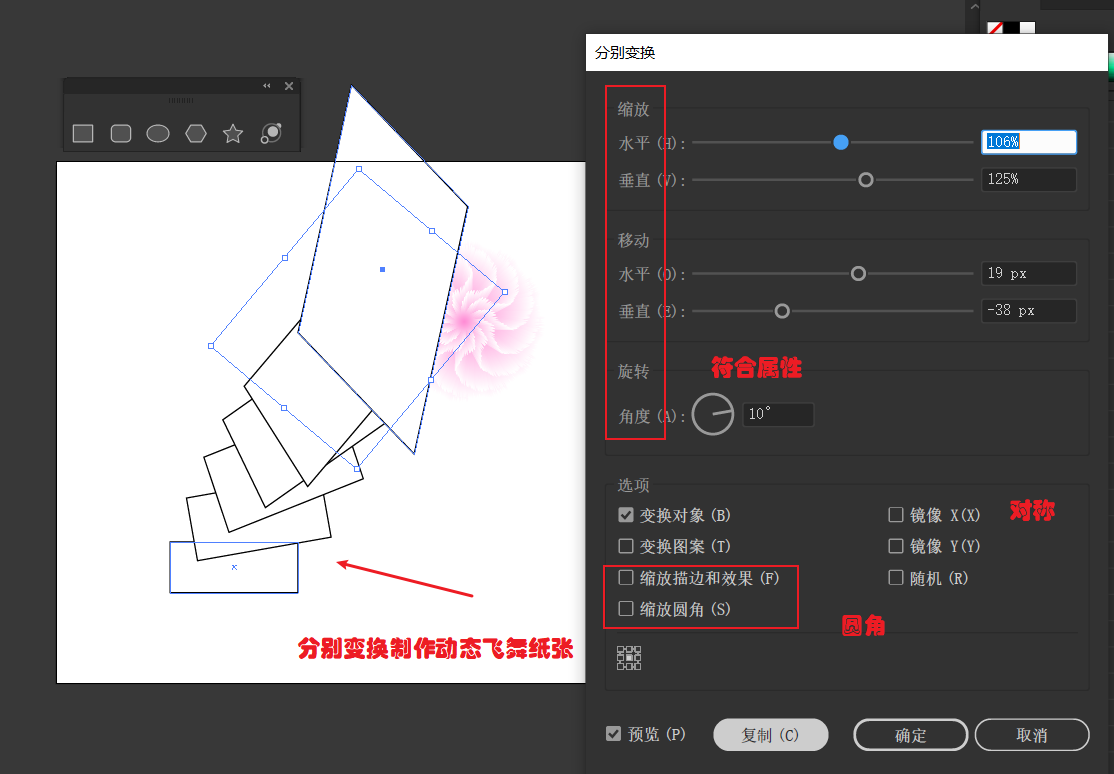 分别变换
缩放
水平 (H): 106%
垂直 (V): 125%
移动
水平 (O): 19 px
垂直 (E): -38 px
旋转
符合属性
角度 (A): 10°
选项
变换对象 (B)
镜像 X(X)
对称
变换图案 (T)
镜像 Y(Y)
缩放描边和效果 (F)
随机 (R)
缩放圆角 (S)
圆角
分别变换制作动态飞舞纸张
预览 (P)
复制 (C)
确定
取消